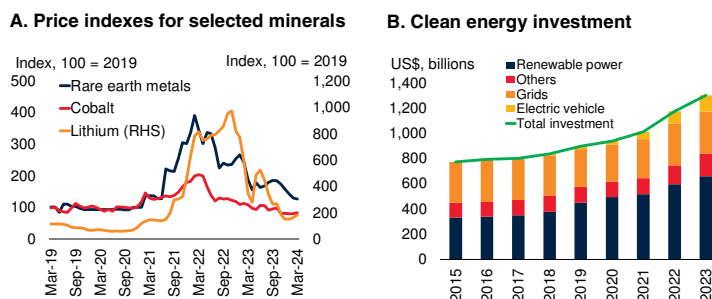 A. Price indexes for selected minerals
Index, 100 = 2019
Index, 100 = 2019
500
400
300
200
100
0
Rare earth metals
Cobalt
Lithium (RHS)
1,200
1,000
800
600
400
200
0
Mar-19
Sep-19
Mar-20
Sep-20
Mar-21
Sep-21
Mar-22
Sep-22
Mar-23
Sep-23
Mar-24
B. Clean energy investment
US$, billions
1,400
1,200
1,000
800
600
400
200
0
Renewable power
Others
Grids
Electric vehicle
Total investment
2015
2016
2017
2018
2019
2020
2021
2022
2023